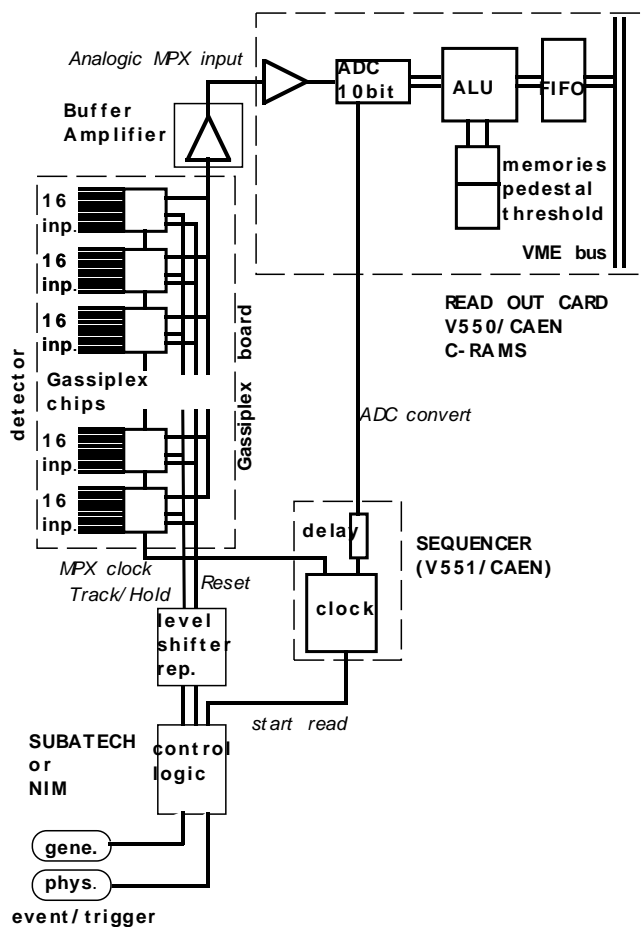 Analogic MPX input
ADC
10bit
ALU
FIFO
Buffer
Amplifier
memories
pedestal
threshold
VME bus
READ OUT CARD
V550/CAEN
C-RAMS
16
inp.
16
inp.
16
inp.
Gassiplex
chips
16
inp.
16
inp.
detector
Gassiplex board
ADC convert
delay
clock
SEQUENCER
(V551/CAEN)
MPX clock
Track/Hold
Reset
level
shifter
rep.
start read
SUBATECH
or
NIM
control
logic
gene.
phys.
event/trigger